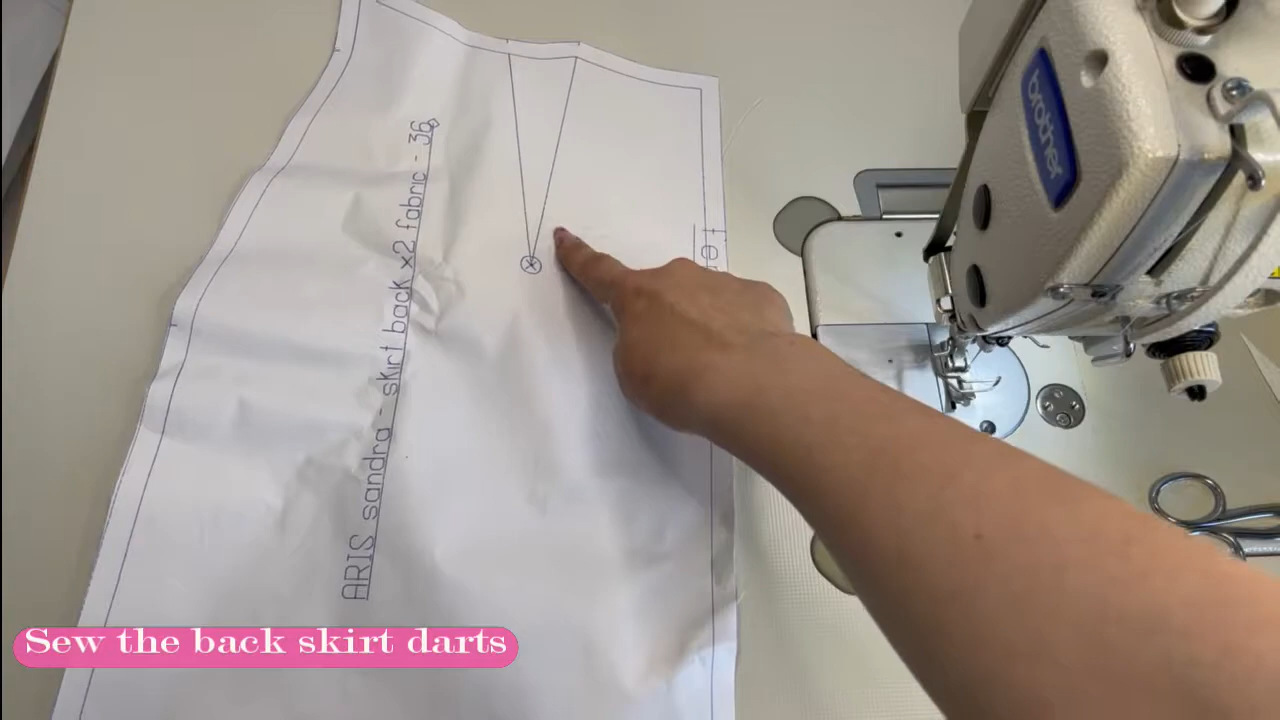 ARIS sandra - skirt back x2 fabric - 36
brother
Sew the back skirt darts